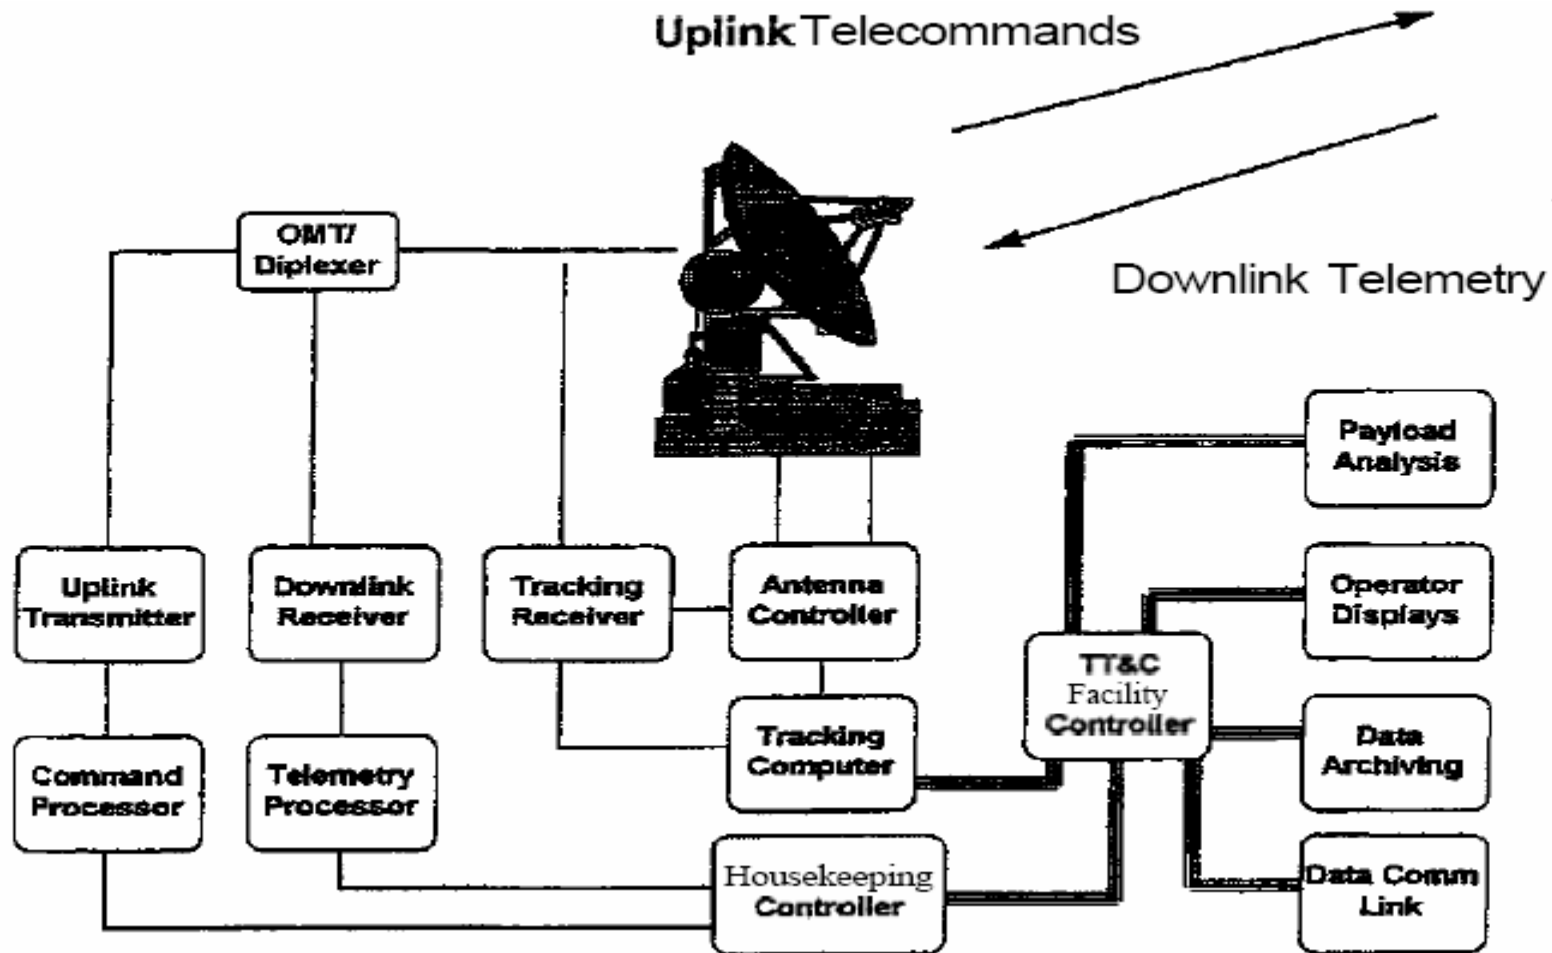 Uplink Telecommands
Downlink Telemetry
OMT/
Diplexer
Payload
Analysis
Uplink
Transmitter
Downlink
Receiver
Tracking
Receiver
Antenna
Controller
Operator
Displays
TT&C
Facility
Controller
Command
Processor
Telemetry
Processor
Tracking
Computer
Data
Archiving
Housekeeping
Controller
Data Comm
Link